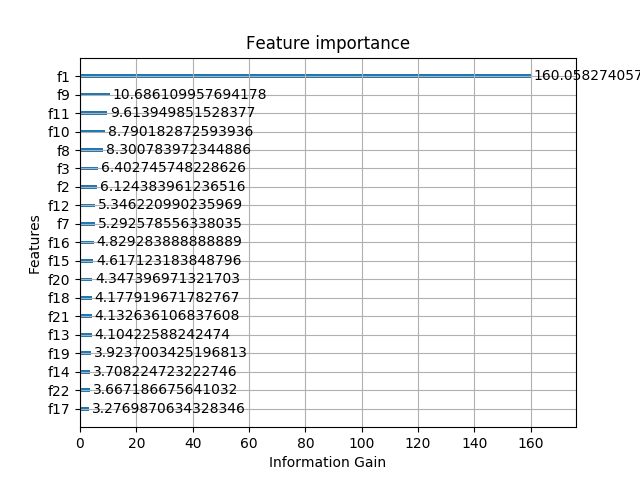 Feature importance
f1 160.058274057
f9 10.686109957694178
f11 9.613949851528377
f10 8.790182872593936
f8 8.300783972344886
f3 6.402745748228626
f2 6.124383961236516
f12 5.346220990235969
f7 5.292578556338035
f16 4.829283888888889
f15 4.617123183848796
f20 4.347396971321703
f18 4.177919671782767
f21 4.132636106837608
f13 4.10422588242474
f19 3.9237003425196813
f14 3.708224723222746
f22 3.667186675641032
f17 3.2769870634328346
Features
0 20 40 60 80 100 120 140 160
Information Gain